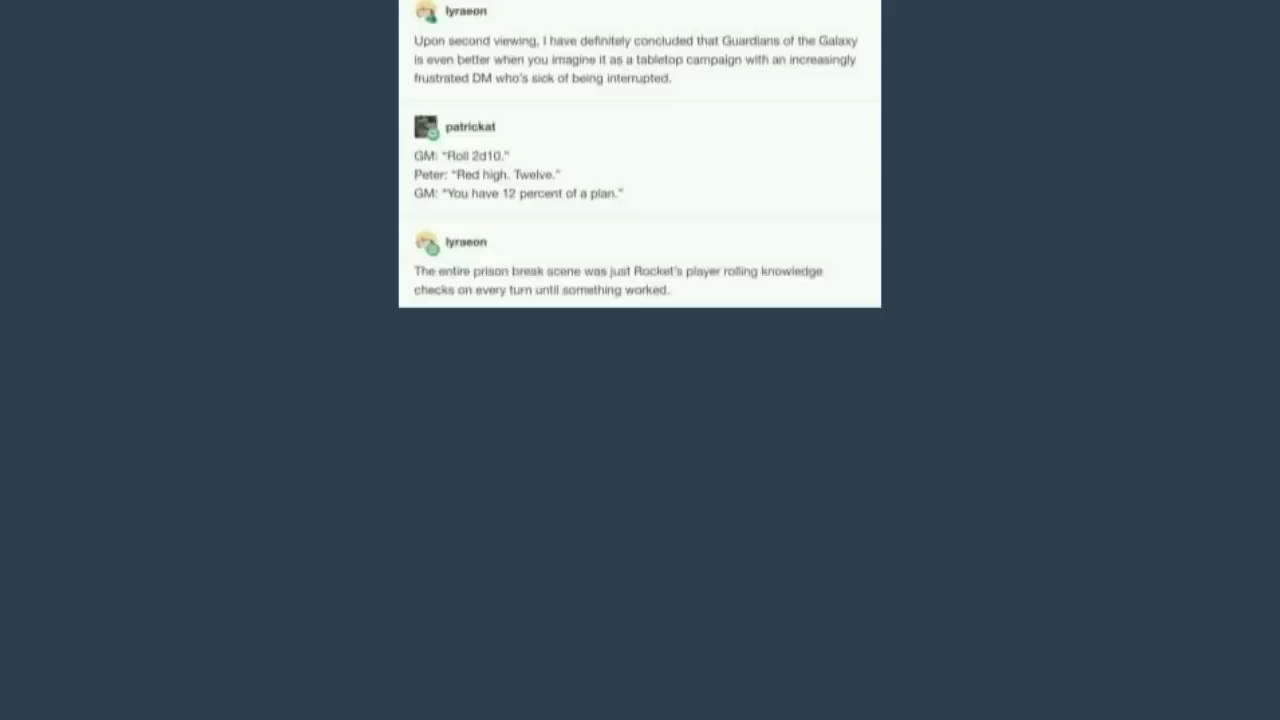 lyraeon
Upon second viewing, I have definitely concluded that Guardians of the Galaxy
is even better when you imagine it as a tabletop campaign with an increasingly
frustrated DM who's sick of being interrupted.
patrickat
GM: "Roll 2d10."
Peter: "Red high. Twelve."
GM: "You have 12 percent of a plan."
lyraeon
The entire prison break scene was just Rocket's player rolling knowledge
checks on every turn until something worked.